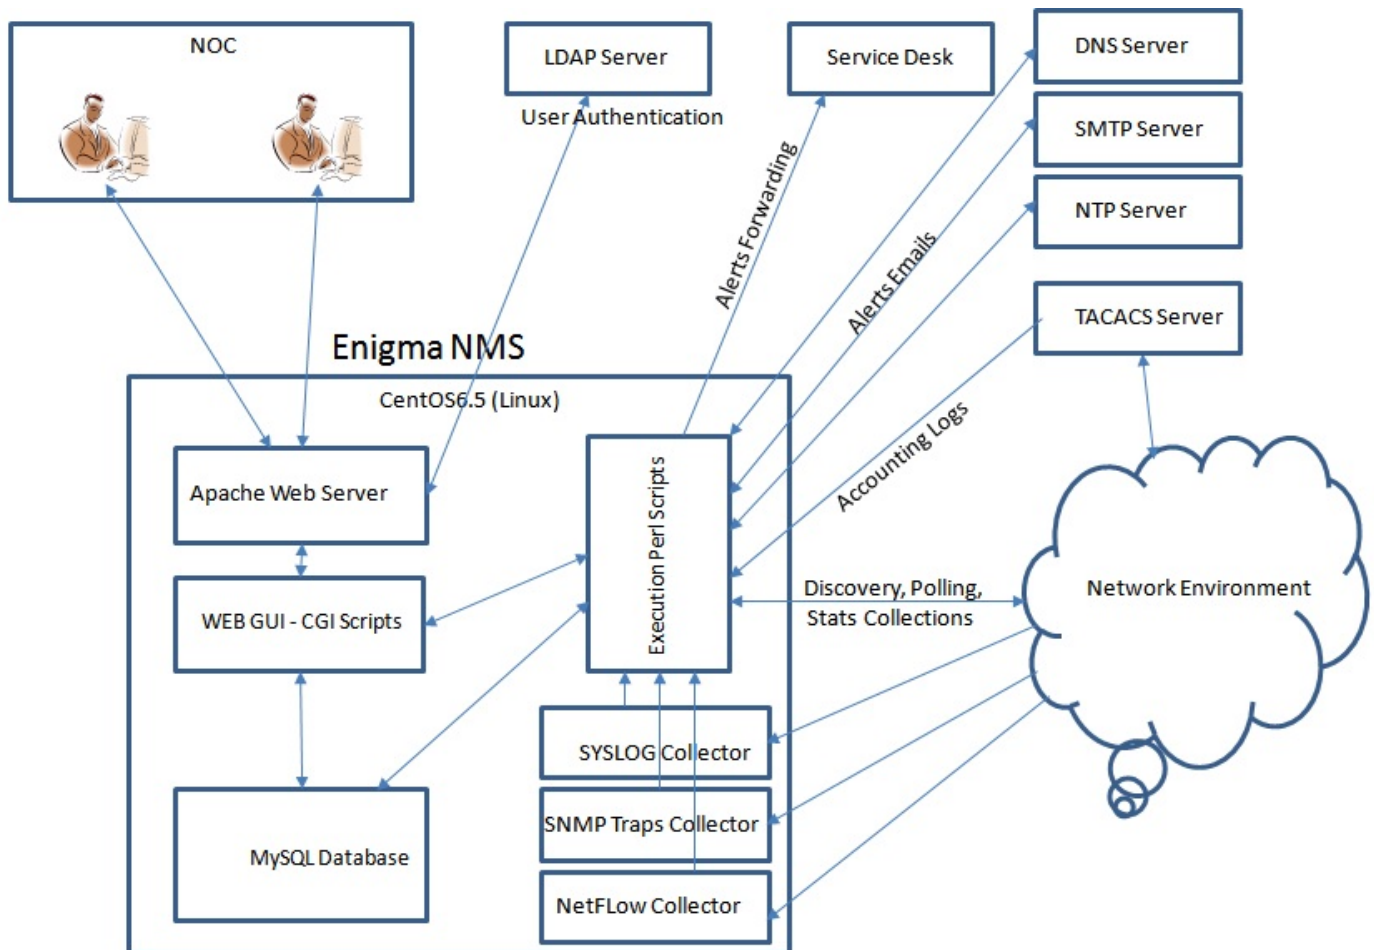 NOC
LDAP Server
Service Desk
DNS Server
User Authentication
SMTP Server
NTP Server
Alerts Forwarding
Alerts Emails
TACACS Server
Enigma NMS
CentOS6.5 (Linux)
Accounting Logs
Apache Web Server
Execution Perl Scripts
Discovery, Polling,
Stats Collections
Network Environment
WEB GUI - CGI Scripts
SYSLOG Collector
SNMP Traps Collector
MySQL Database
NetFLow Collector